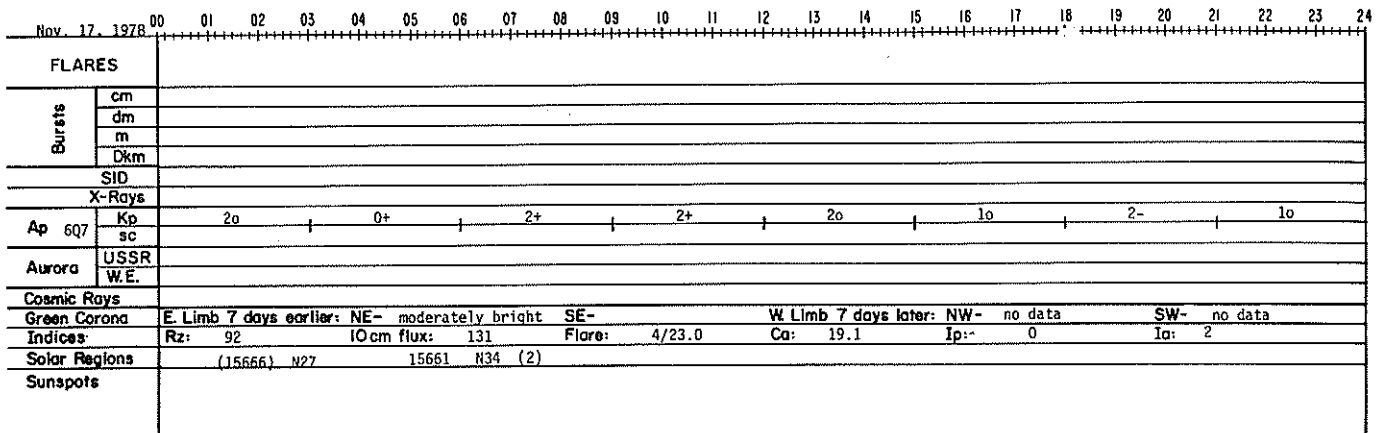 Nov. 17, 1978 00 01 02 03 04 05 06 07 08 09 10 11 12 13 14 15 16 17 18 19 20 21 22 23 24
FLARES
Bursts
cm
dm
m
Dkm
SID
X-Rays
Ap 6Q7 Kp 2o 0+ 2+ 2+ 2o 1o 2- 1o
sc
Aurora USSR
W.E.
Cosmic Rays
Green Corona E. Limb 7 days earlier: NE- moderately bright SE- W. Limb 7 days later: NW- no data SW- no data
Indices Rz: 92 10cm flux: 131 Flare: 4/23.0 Ca: 19.1 Ip: 0 Ia: 2
Solar Regions (15666) N27 15661 N34 (2)
Sunspots